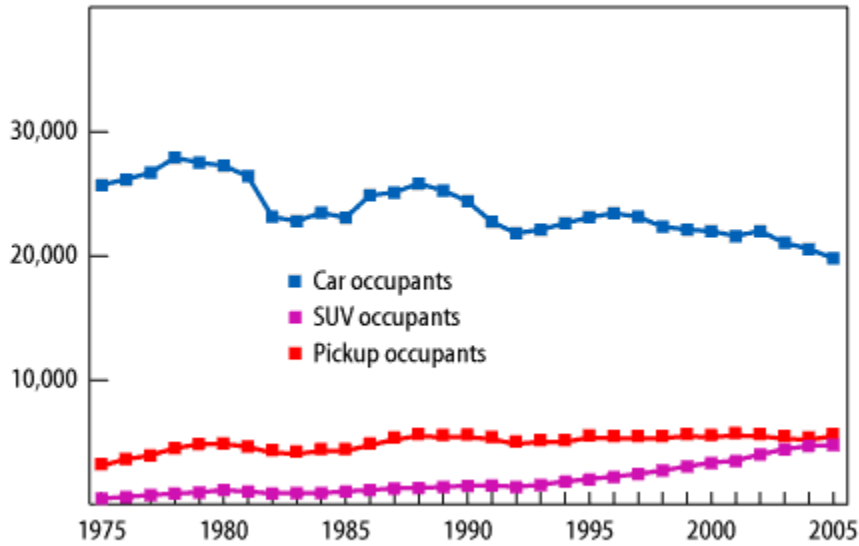 30,000
20,000
10,000
Car occupants
SUV occupants
Pickup occupants
1975 1980 1985 1990 1995 2000 2005